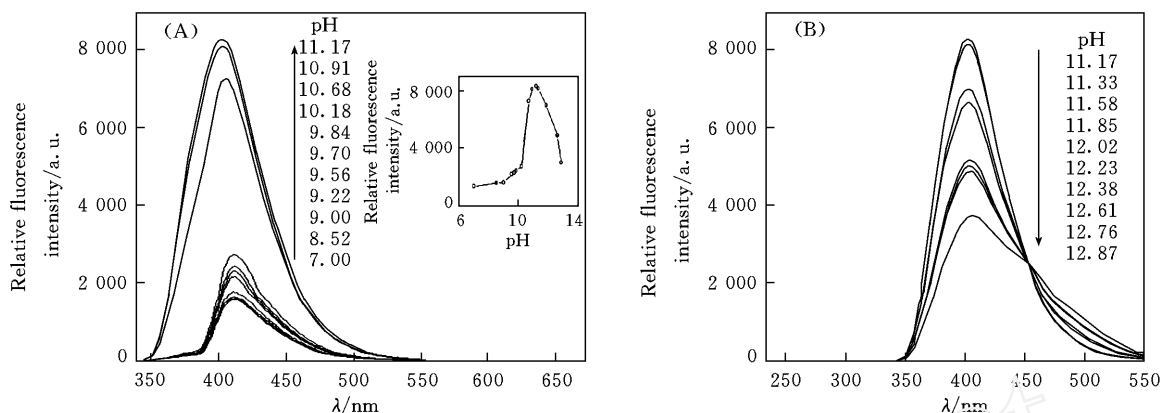 (A)
pH
11.17
10.91
10.68
10.18
9.84
9.70
9.56
9.22
9.00
8.52
7.00
Relative fluorescence
intensity/a. u.
8 000
6 000
4 000
2 000
0
350 400 450 500 550 600 650
λ/nm
Relative fluorescence
intensity/a. u.
8 000
4 000
0
6 10 14
pH
(B)
pH
11.17
11.33
11.58
11.85
12.02
12.23
12.38
12.61
12.76
12.87
Relative fluorescence
intensity/a. u.
8 000
6 000
4 000
2 000
0
250 300 350 400 450 500 550
λ/nm